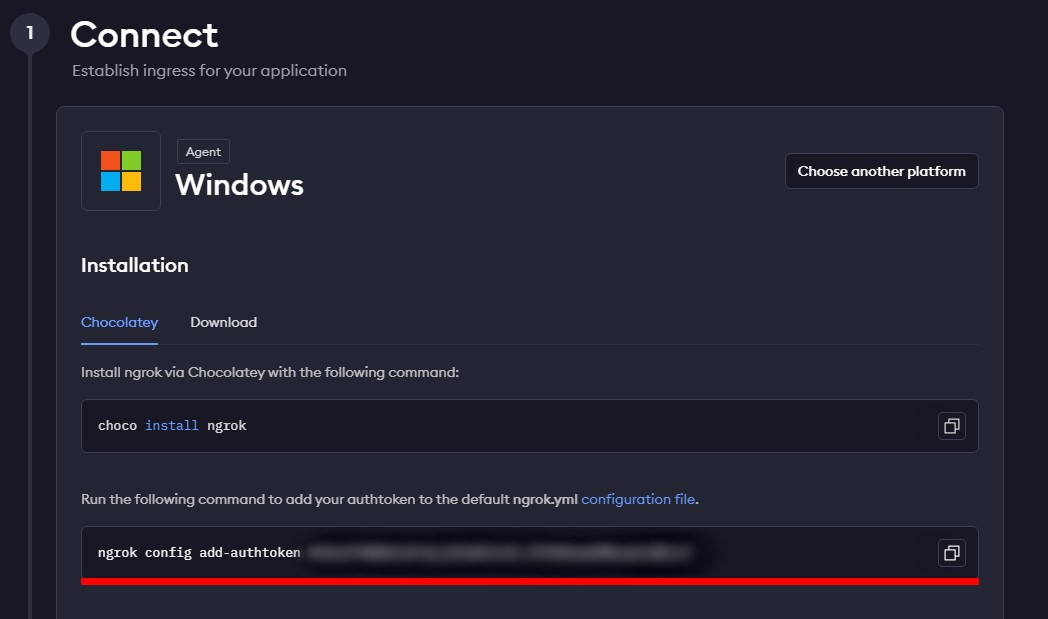 1
Connect
Establish ingress for your application
Agent
Windows
Choose another platform
Installation
Chocolatey Download
Install ngrok via Chocolatey with the following command:
choco install ngrok
Run the following command to add your authtoken to the default ngrok.yml configuration file.
ngrok config add-authtoken